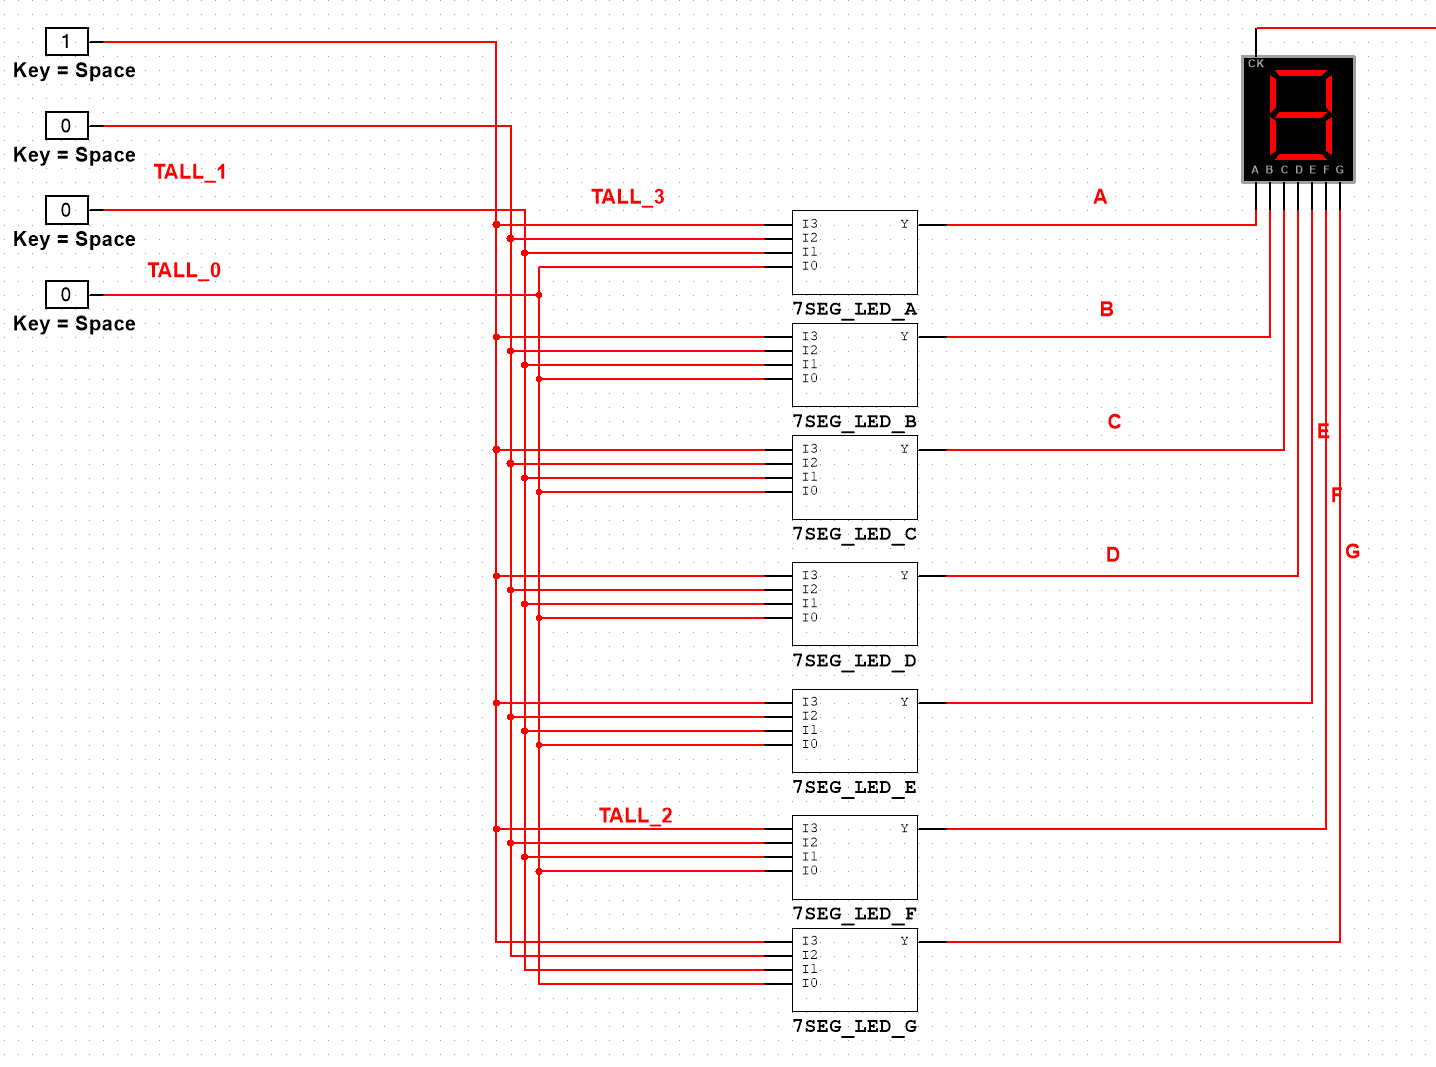 1
Key = Space
0
Key = Space
TALL_1
0
Key = Space
TALL_0
0
Key = Space
TALL_3
I3 Y
I2
I1
I0
7SEG_LED_A
A
I3 Y
I2
I1
I0
7SEG_LED_B
B
I3 Y
I2
I1
I0
7SEG_LED_C
C
I3 Y
I2
I1
I0
7SEG_LED_D
D
I3 Y
I2
I1
I0
7SEG_LED_E
E
TALL_2
I3 Y
I2
I1
I0
7SEG_LED_F
F
I3 Y
I2
I1
I0
7SEG_LED_G
G
CK
8
A B C D E F G